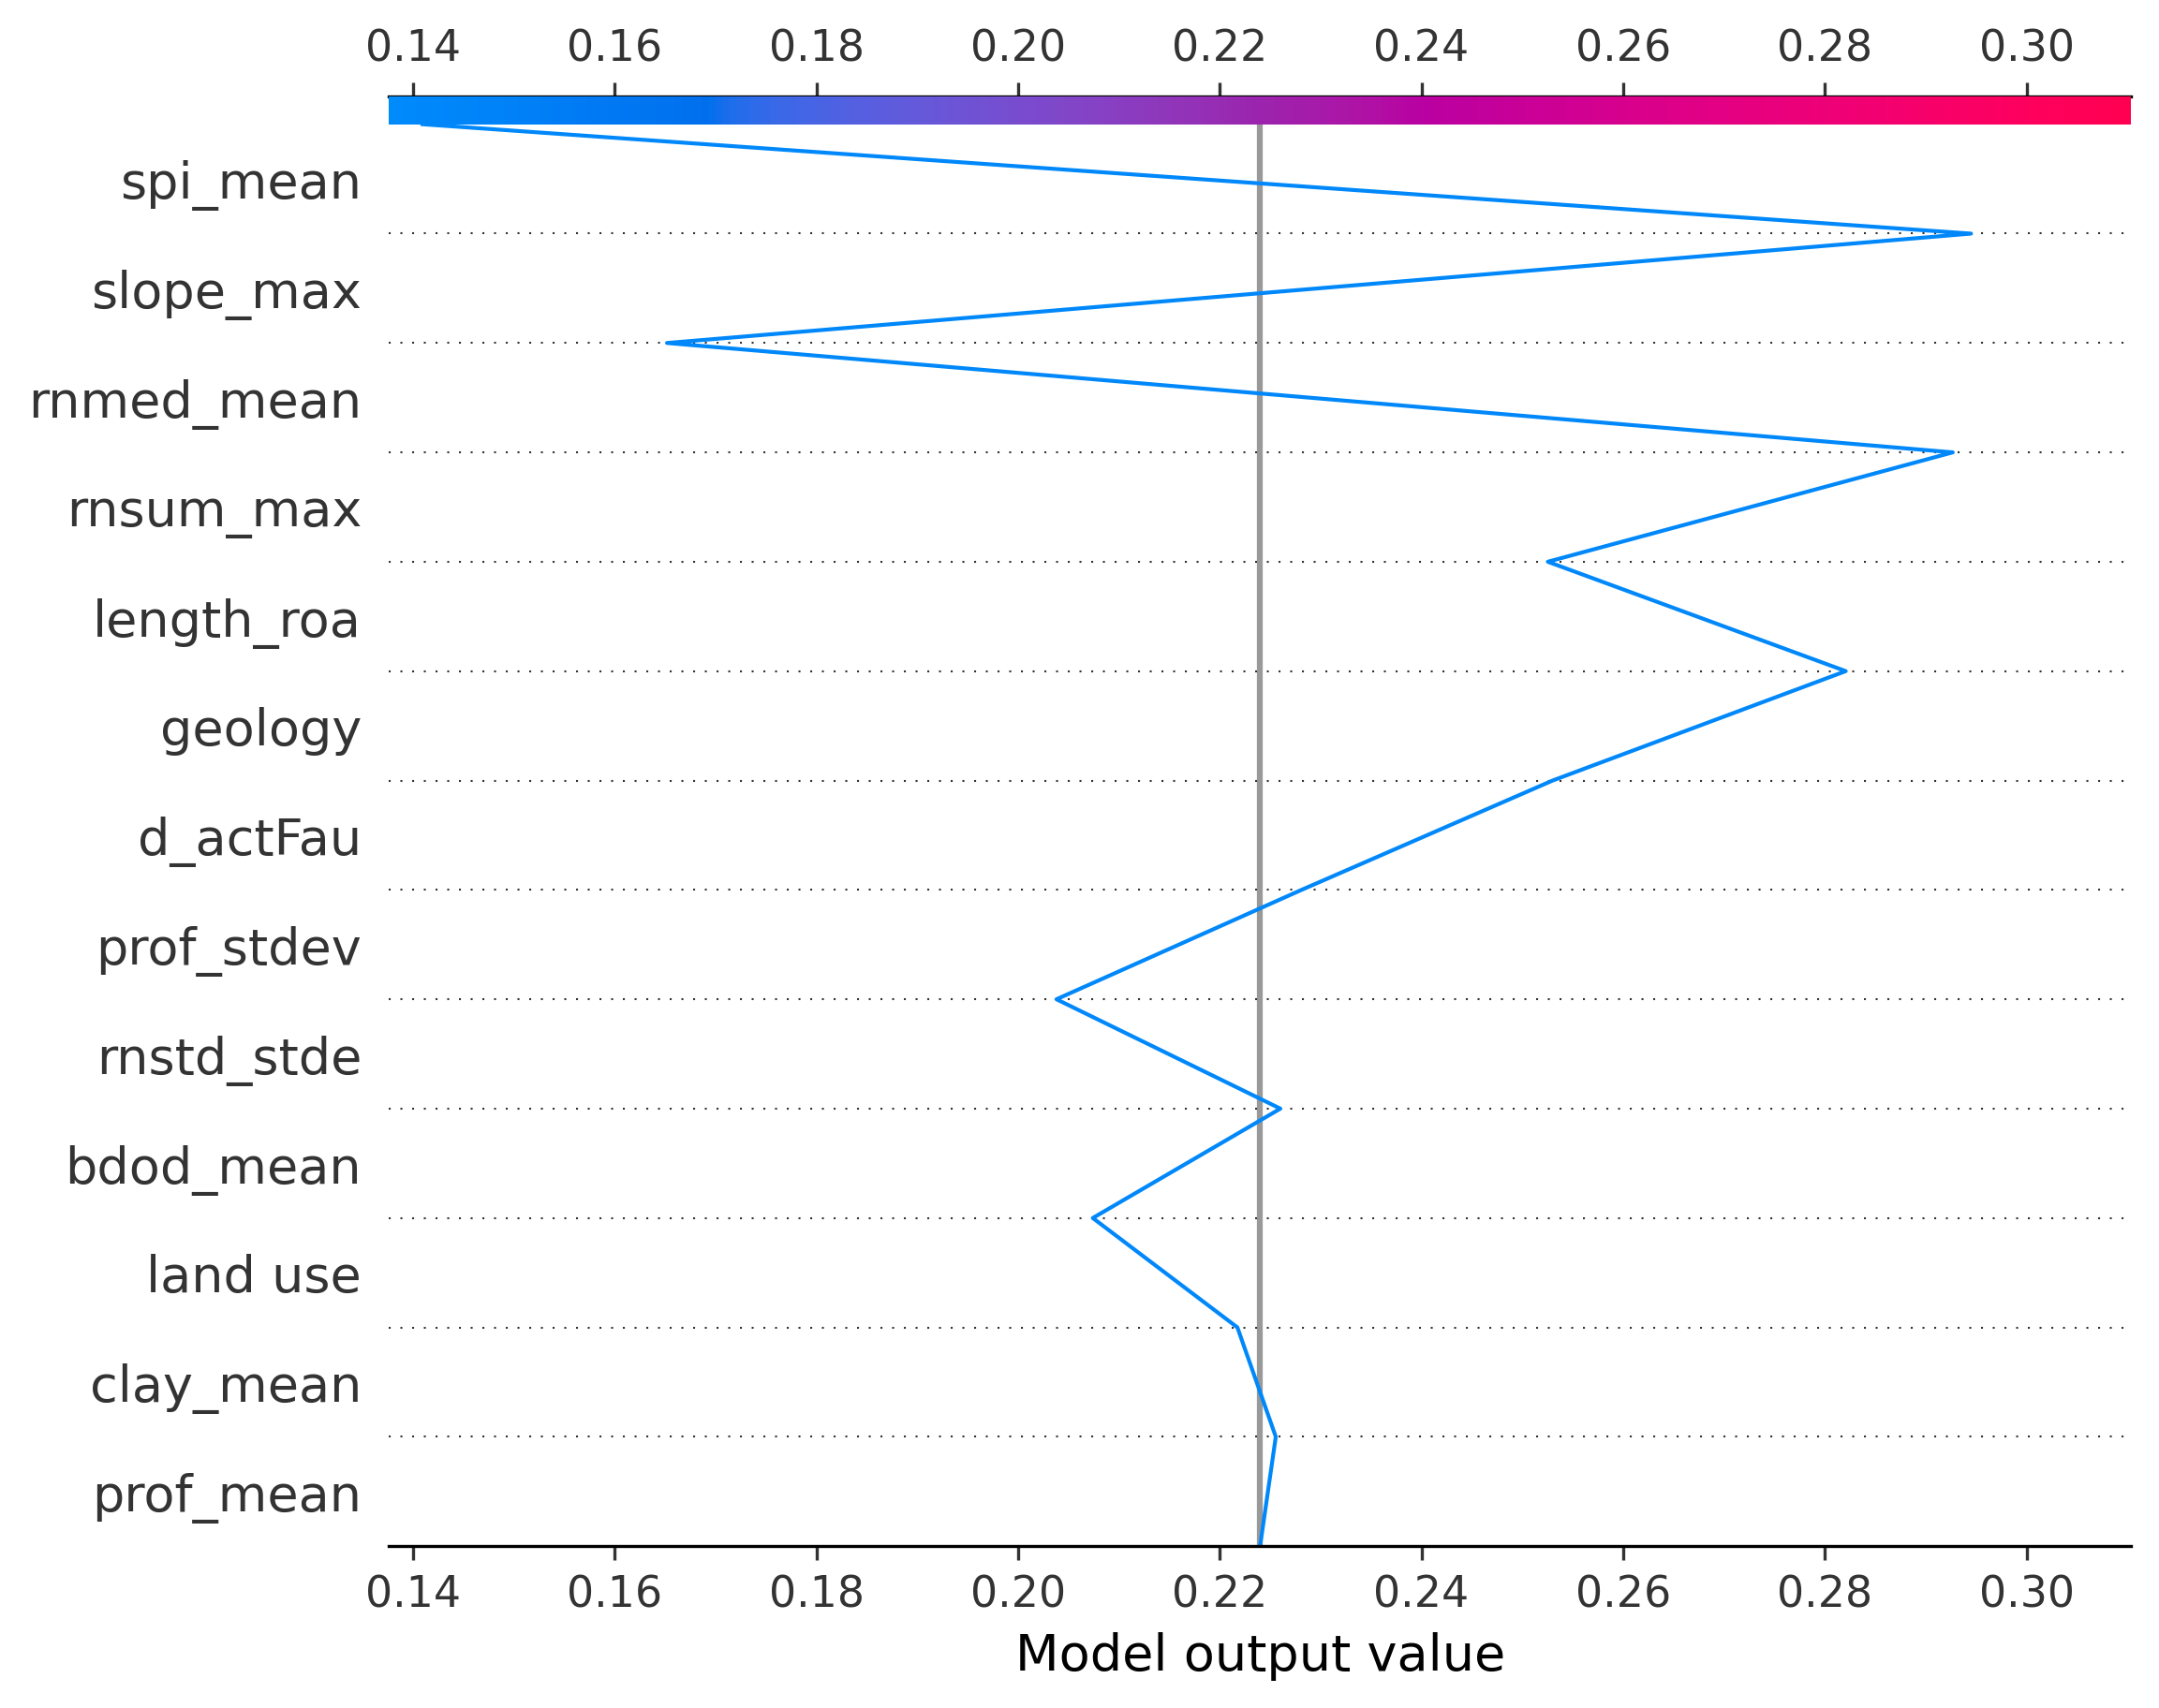 0.14 0.16 0.18 0.20 0.22 0.24 0.26 0.28 0.30
spi_mean
slope_max
rnmed_mean
rnsum_max
length_roa
geology
d_actFau
prof_stdev
rnstd_stde
bdod_mean
land use
clay_mean
prof_mean
0.14 0.16 0.18 0.20 0.22 0.24 0.26 0.28 0.30
Model output value